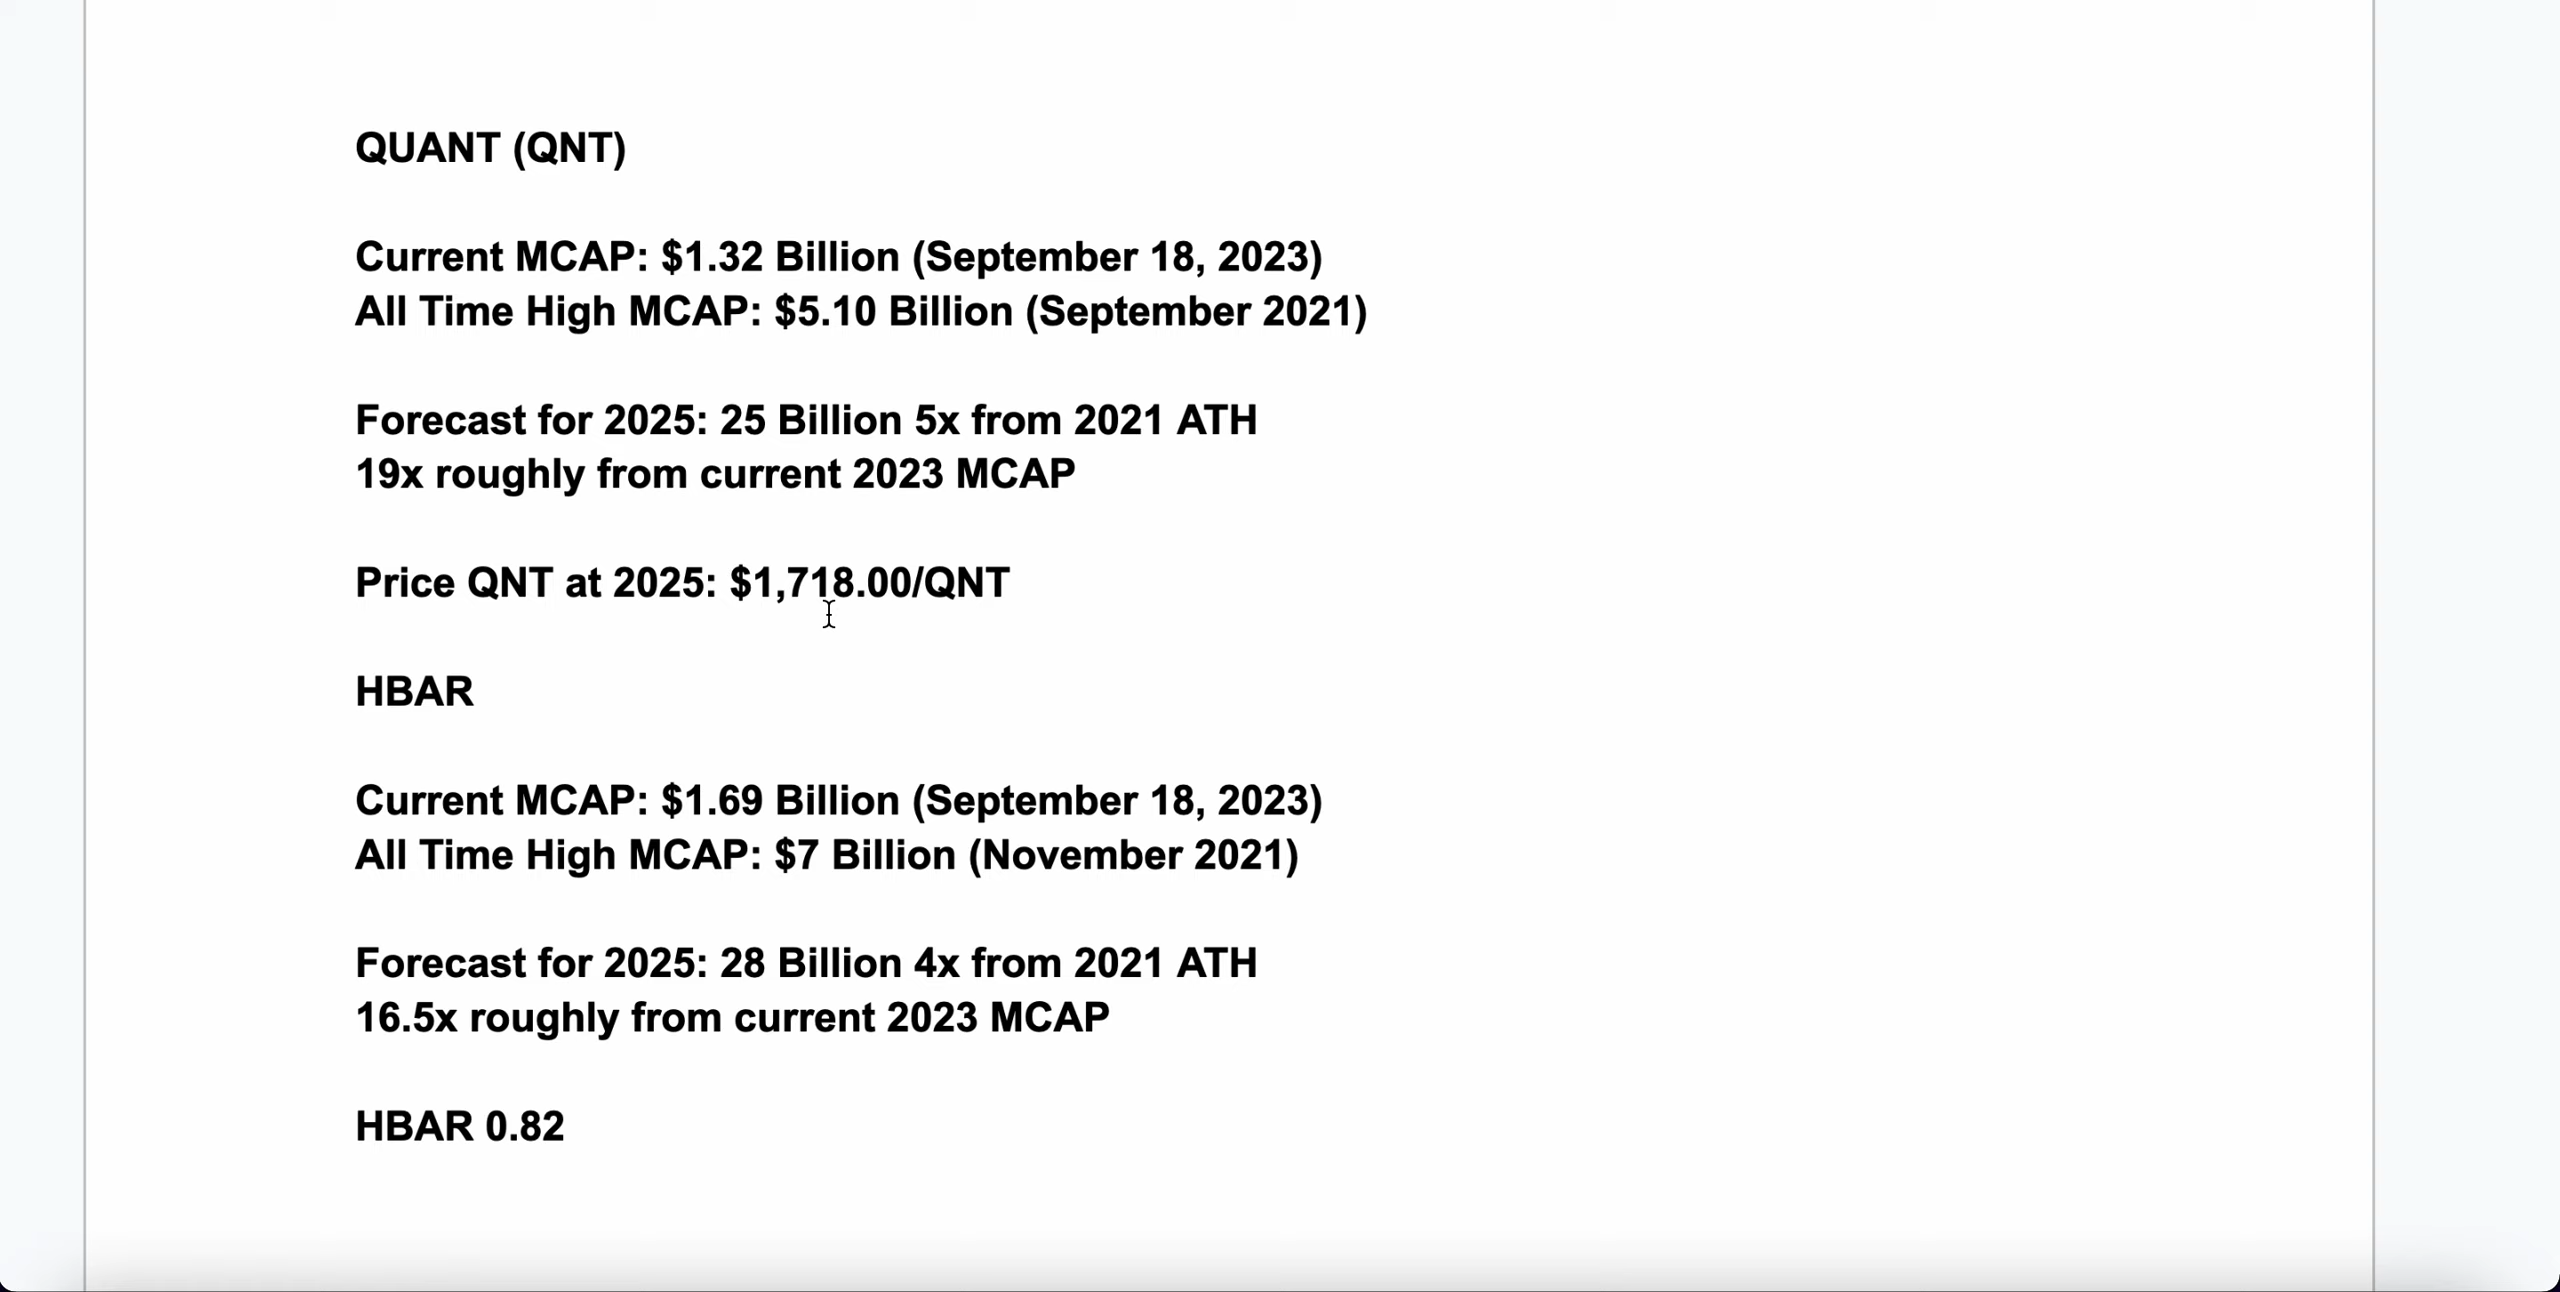 QUANT (QNT)
Current MCAP: $1.32 Billion (September 18, 2023)
All Time High MCAP: $5.10 Billion (September 2021)
Forecast for 2025: 25 Billion 5x from 2021 ATH
19x roughly from current 2023 MCAP
Price QNT at 2025: $1,718.00/QNT
HBAR
Current MCAP: $1.69 Billion (September 18, 2023)
All Time High MCAP: $7 Billion (November 2021)
Forecast for 2025: 28 Billion 4x from 2021 ATH
16.5x roughly from current 2023 MCAP
HBAR 0.82